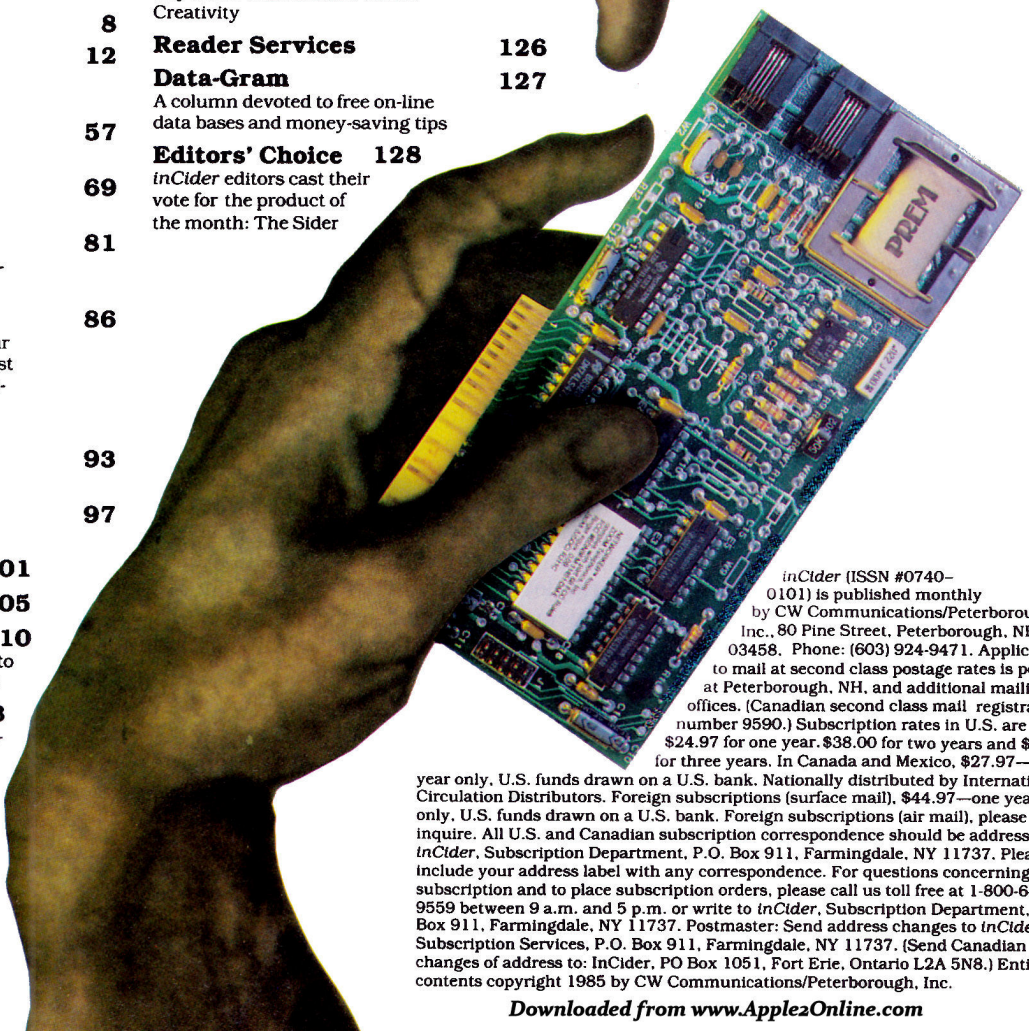 Creativity
8
12
Reader Services 126
Data-Gram 127
A column devoted to free on-line
data bases and money-saving tips
57
Editors' Choice 128
inCider editors cast their
vote for the product of
the month: The Sider
69
81
86
93
97
01
05
10
to
PREM
inCider (ISSN #0740–
0101) is published monthly
by CW Communications/Peterborou
Inc., 80 Pine Street, Peterborough, N
03458. Phone: (603) 924-9471. Applic
to mail at second class postage rates is p
at Peterborough, NH, and additional maili
offices. (Canadian second class mail registra
number 9590.) Subscription rates in U.S. are
$24.97 for one year. $38.00 for two years and $
for three years. In Canada and Mexico, $27.97—
year only, U.S. funds drawn on a U.S. bank. Nationally distributed by Internati
Circulation Distributors. Foreign subscriptions (surface mail), $44.97—one yea
only, U.S. funds drawn on a U.S. bank. Foreign subscriptions (air mail), please
inquire. All U.S. and Canadian subscription correspondence should be address
inCider, Subscription Department, P.O. Box 911, Farmingdale, NY 11737. Plea
include your address label with any correspondence. For questions concerning
subscription and to place subscription orders, please call us toll free at 1-800-6
9559 between 9 a.m. and 5 p.m. or write to inCider, Subscription Department,
Box 911, Farmingdale, NY 11737. Postmaster: Send address changes to inCide
Subscription Services, P.O. Box 911, Farmingdale, NY 11737. (Send Canadian
changes of address to: InCider, PO Box 1051, Fort Erie, Ontario L2A 5N8.) Enti
contents copyright 1985 by CW Communications/Peterborough, Inc.
Downloaded from www.Apple2Online.com